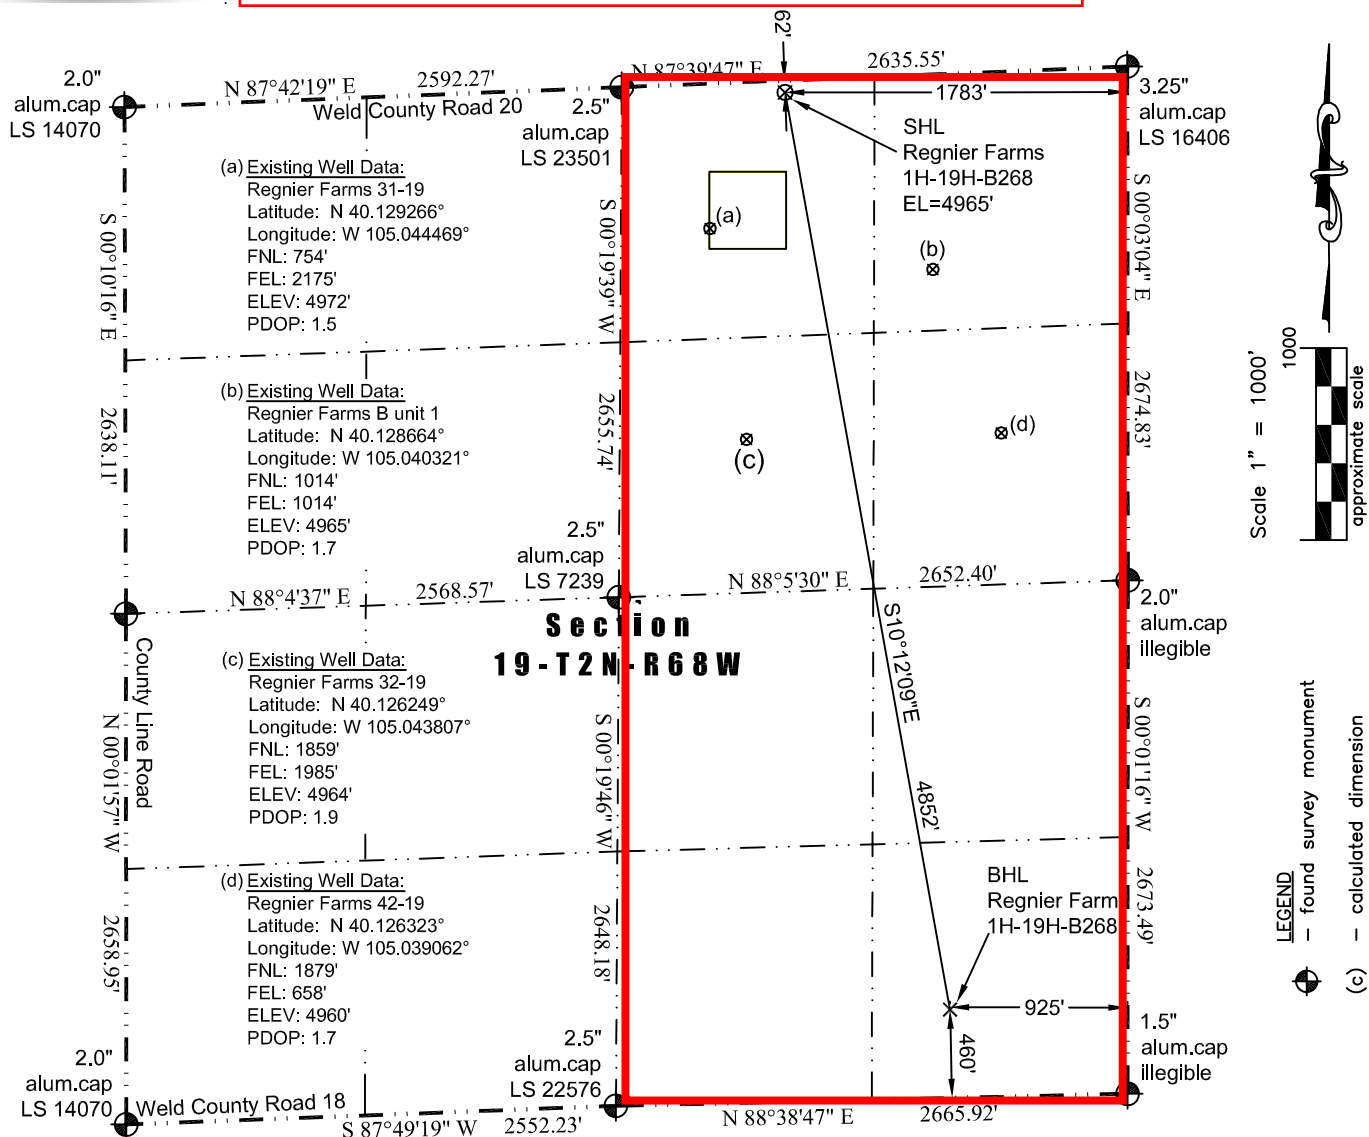 62'
2.0"
alum.cap
LS 14070
N 87°42'19" E
2592.27'
Weld County Road 20
N 87°39'47" E
2635.55'
2.5"
alum.cap
LS 23501
1783'
3.25"
alum.cap
LS 16406
SHL
Regnier Farms
1H-19H-B268
EL=4965'
(a) Existing Well Data:
Regnier Farms 31-19
Latitude: N 40.129266°
Longitude: W 105.044469°
FNL: 754'
FEL: 2175'
ELEV: 4972'
PDOP: 1.5
S 00°10'16" E
2638.11'
S 00°19'39" W
2655.74'
(a)
(b)
S 00°03'04" E
2674.83'
(b) Existing Well Data:
Regnier Farms B unit 1
Latitude: N 40.128664°
Longitude: W 105.040321°
FNL: 1014'
FEL: 1014'
ELEV: 4965'
PDOP: 1.7
(c)
(d)
2.5"
alum.cap
LS 7239
N 88°4'37" E
2568.57'
N 88°5'30" E
2652.40'
2.0"
alum.cap
illegible
Section
19-T2N-R68W
S10°12'09"E
4852'
County Line Road
N 00°01'57" W
2658.95'
(c) Existing Well Data:
Regnier Farms 32-19
Latitude: N 40.126249°
Longitude: W 105.043807°
FNL: 1859'
FEL: 1985'
ELEV: 4964'
PDOP: 1.9
S 00°19'46" W
2648.18'
S 00°01'16" W
2673.49'
(d) Existing Well Data:
Regnier Farms 42-19
Latitude: N 40.126323°
Longitude: W 105.039062°
FNL: 1879'
FEL: 658'
ELEV: 4960'
PDOP: 1.7
BHL
Regnier Farm
1H-19H-B268
925'
460'
1.5"
alum.cap
illegible
2.0"
alum.cap
LS 14070
Weld County Road 18
S 87°49'19" W
2552.23'
2.5"
alum.cap
LS 22576
N 88°38'47" E
2665.92'
Scale 1" = 1000'
1000
approximate scale
LEGEND
– found survey monument
(c) – calculated dimension